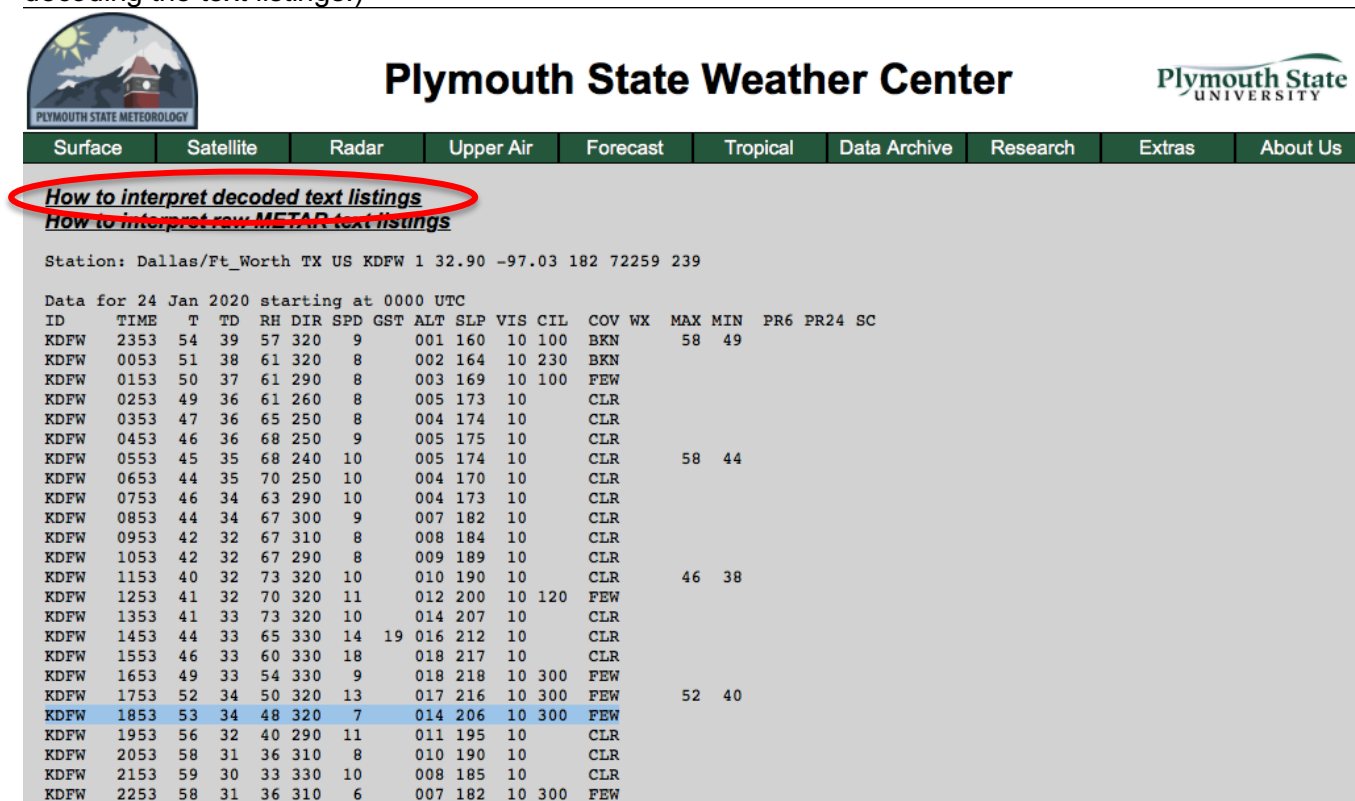 decoding the text listings.)
PLYMOUTH STATE METEOROLOGY
Plymouth State Weather Center
Plymouth State
UNIVERSITY
Surface Satellite Radar Upper Air Forecast Tropical Data Archive Research Extras About Us
How to interpret decoded text listings
How to interpret raw METAR text listings
Station: Dallas/Ft_Worth TX US KDFW 1 32.90 -97.03 182 72259 239
Data for 24 Jan 2020 starting at 0000 UTC
ID TIME T TD RH DIR SPD GST ALT SLP VIS CIL COV WX MAX MIN PR6 PR24 SC
KDFW 2353 54 39 57 320 9 001 160 10 100 BKN 58 49
KDFW 0053 51 38 61 320 8 002 164 10 230 BKN
KDFW 0153 50 37 61 290 8 003 169 10 100 FEW
KDFW 0253 49 36 61 260 8 005 173 10 CLR
KDFW 0353 47 36 65 250 8 004 174 10 CLR
KDFW 0453 46 36 68 250 9 005 175 10 CLR
KDFW 0553 45 35 68 240 10 005 174 10 CLR 58 44
KDFW 0653 44 35 70 250 10 004 170 10 CLR
KDFW 0753 46 34 63 290 10 004 173 10 CLR
KDFW 0853 44 34 67 300 9 007 182 10 CLR
KDFW 0953 42 32 67 310 8 008 184 10 CLR
KDFW 1053 42 32 67 290 8 009 189 10 CLR
KDFW 1153 40 32 73 320 10 010 190 10 CLR 46 38
KDFW 1253 41 32 70 320 11 012 200 10 120 FEW
KDFW 1353 41 33 73 320 10 014 207 10 CLR
KDFW 1453 44 33 65 330 14 19 016 212 10 CLR
KDFW 1553 46 33 60 330 18 018 217 10 CLR
KDFW 1653 49 33 54 330 9 018 218 10 300 FEW
KDFW 1753 52 34 50 320 13 017 216 10 300 FEW 52 40
KDFW 1853 53 34 48 320 7 014 206 10 300 FEW
KDFW 1953 56 32 40 290 11 011 195 10 CLR
KDFW 2053 58 31 36 310 8 010 190 10 CLR
KDFW 2153 59 30 33 330 10 008 185 10 CLR
KDFW 2253 58 31 36 310 6 007 182 10 300 FEW